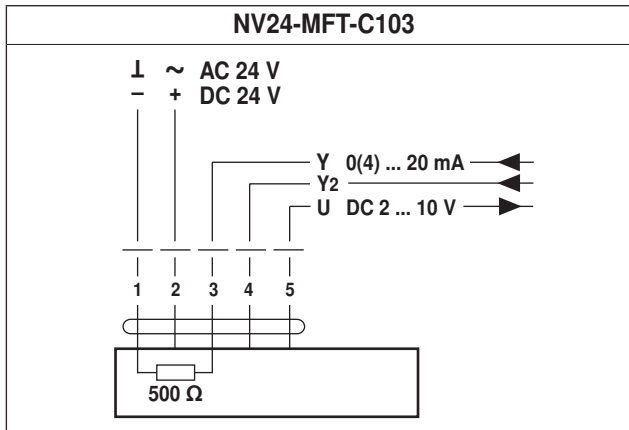 NV24-MFT-C103
⊥ ~ AC 24 V
– + DC 24 V
Y 0(4) ... 20 mA
Y2
U DC 2 ... 10 V
1 2 3 4 5
500 Ω